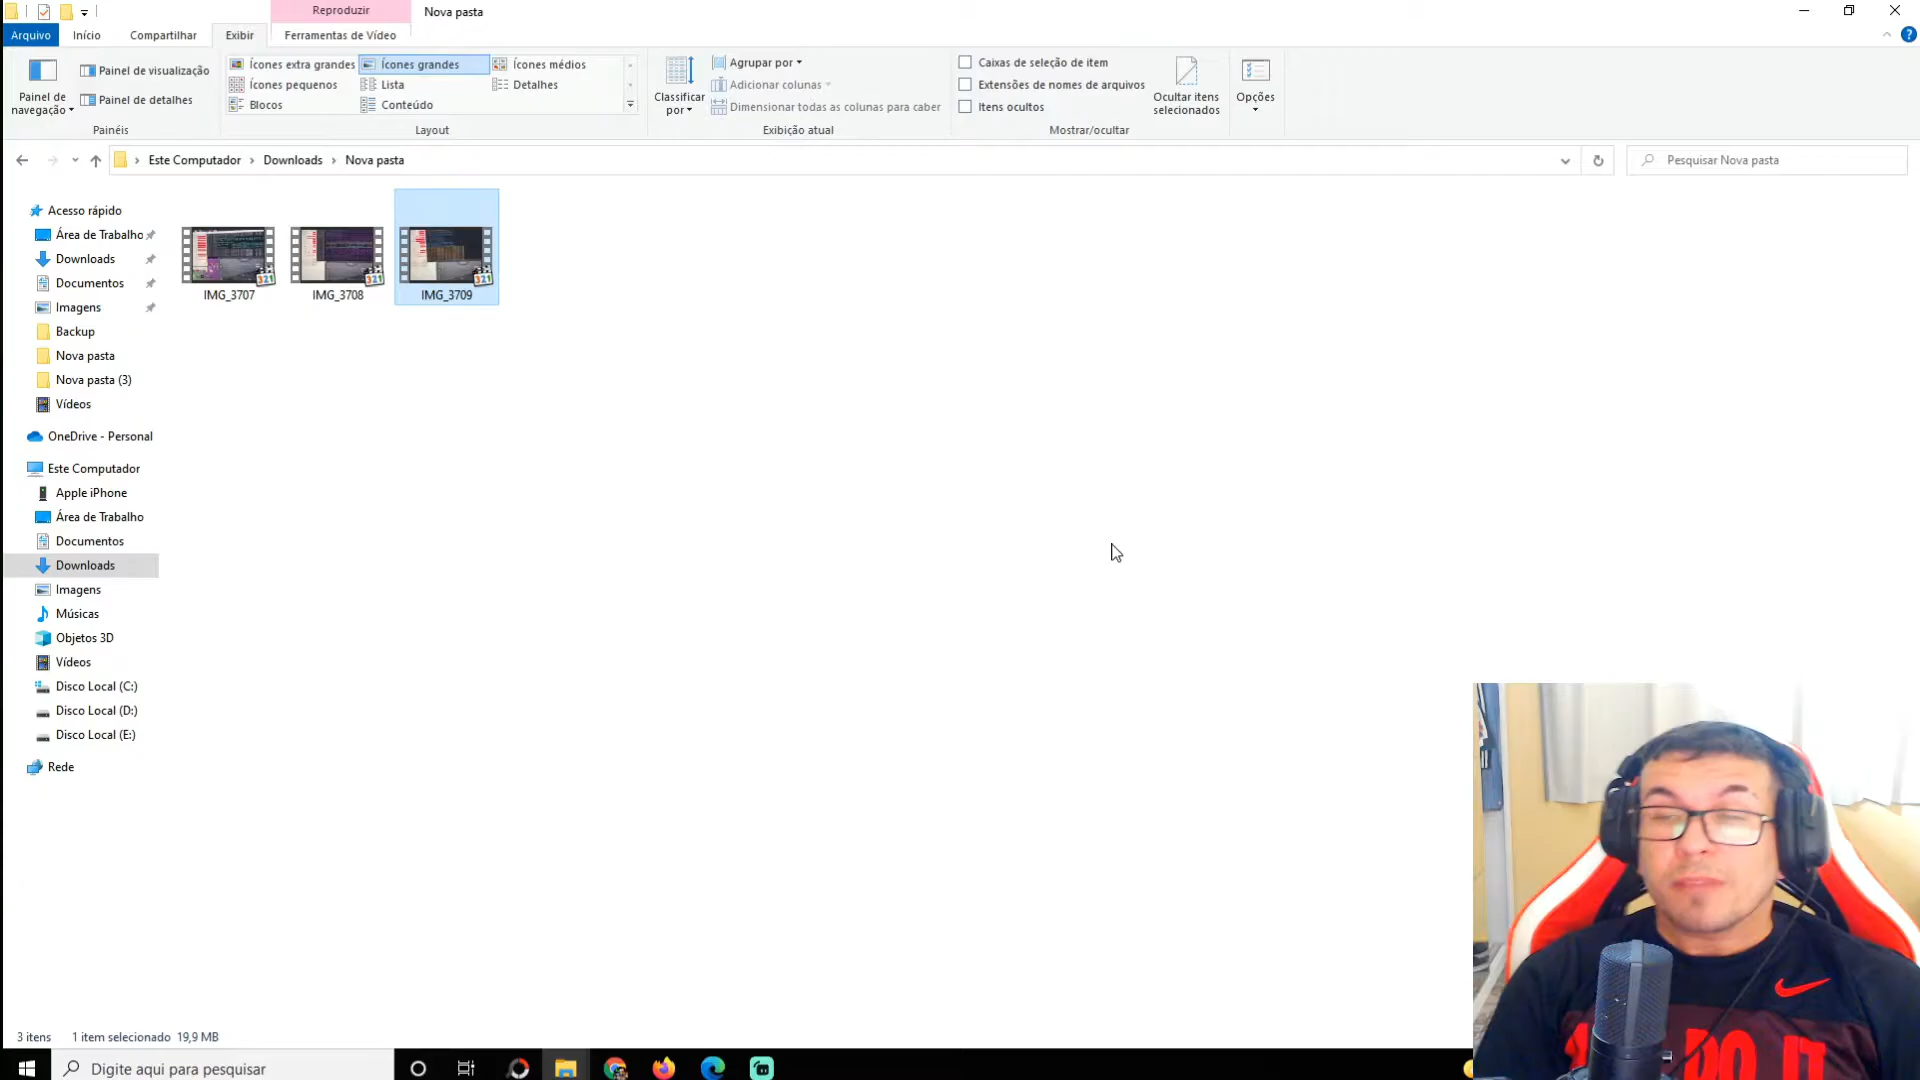 Reproduzir
Nova pasta
Arquivo
Início
Compartilhar
Exibir
Ferramentas de Vídeo
Painel de navegação
Painel de visualização
Painel de detalhes
Painéis
Ícones extra grandes
Ícones grandes
Ícones médios
Ícones pequenos
Lista
Detalhes
Blocos
Conteúdo
Layout
Classificar por
Agrupar por
Adicionar colunas
Dimensionar todas as colunas para caber
Exibição atual
Caixas de seleção de item
Extensões de nomes de arquivos
Itens ocultos
Ocultar itens selecionados
Mostrar/ocultar
Opções
Este Computador > Downloads > Nova pasta
Pesquisar Nova pasta
Acesso rápido
Área de Trabalho
Downloads
Documentos
Imagens
Backup
Nova pasta
Nova pasta (3)
Vídeos
OneDrive - Personal
Este Computador
Apple iPhone
Área de Trabalho
Documentos
Downloads
Imagens
Músicas
Objetos 3D
Vídeos
Disco Local (C:)
Disco Local (D:)
Disco Local (E:)
Rede
321
321
321
IMG_3707
IMG_3708
IMG_3709
3 itens
1 item selecionado 19,9 MB
Digite aqui para pesquisar
DO IT